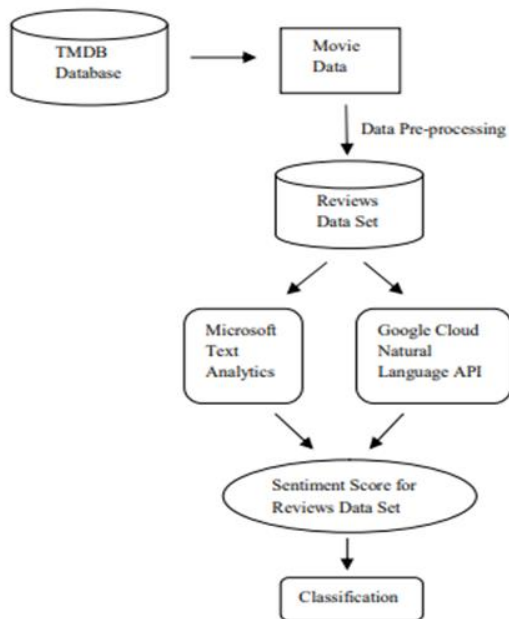 TMDB
Database
Movie
Data
Data Pre-processing
Reviews
Data Set
Microsoft
Text
Analytics
Google Cloud
Natural
Language API
Sentiment Score for
Reviews Data Set
Classification